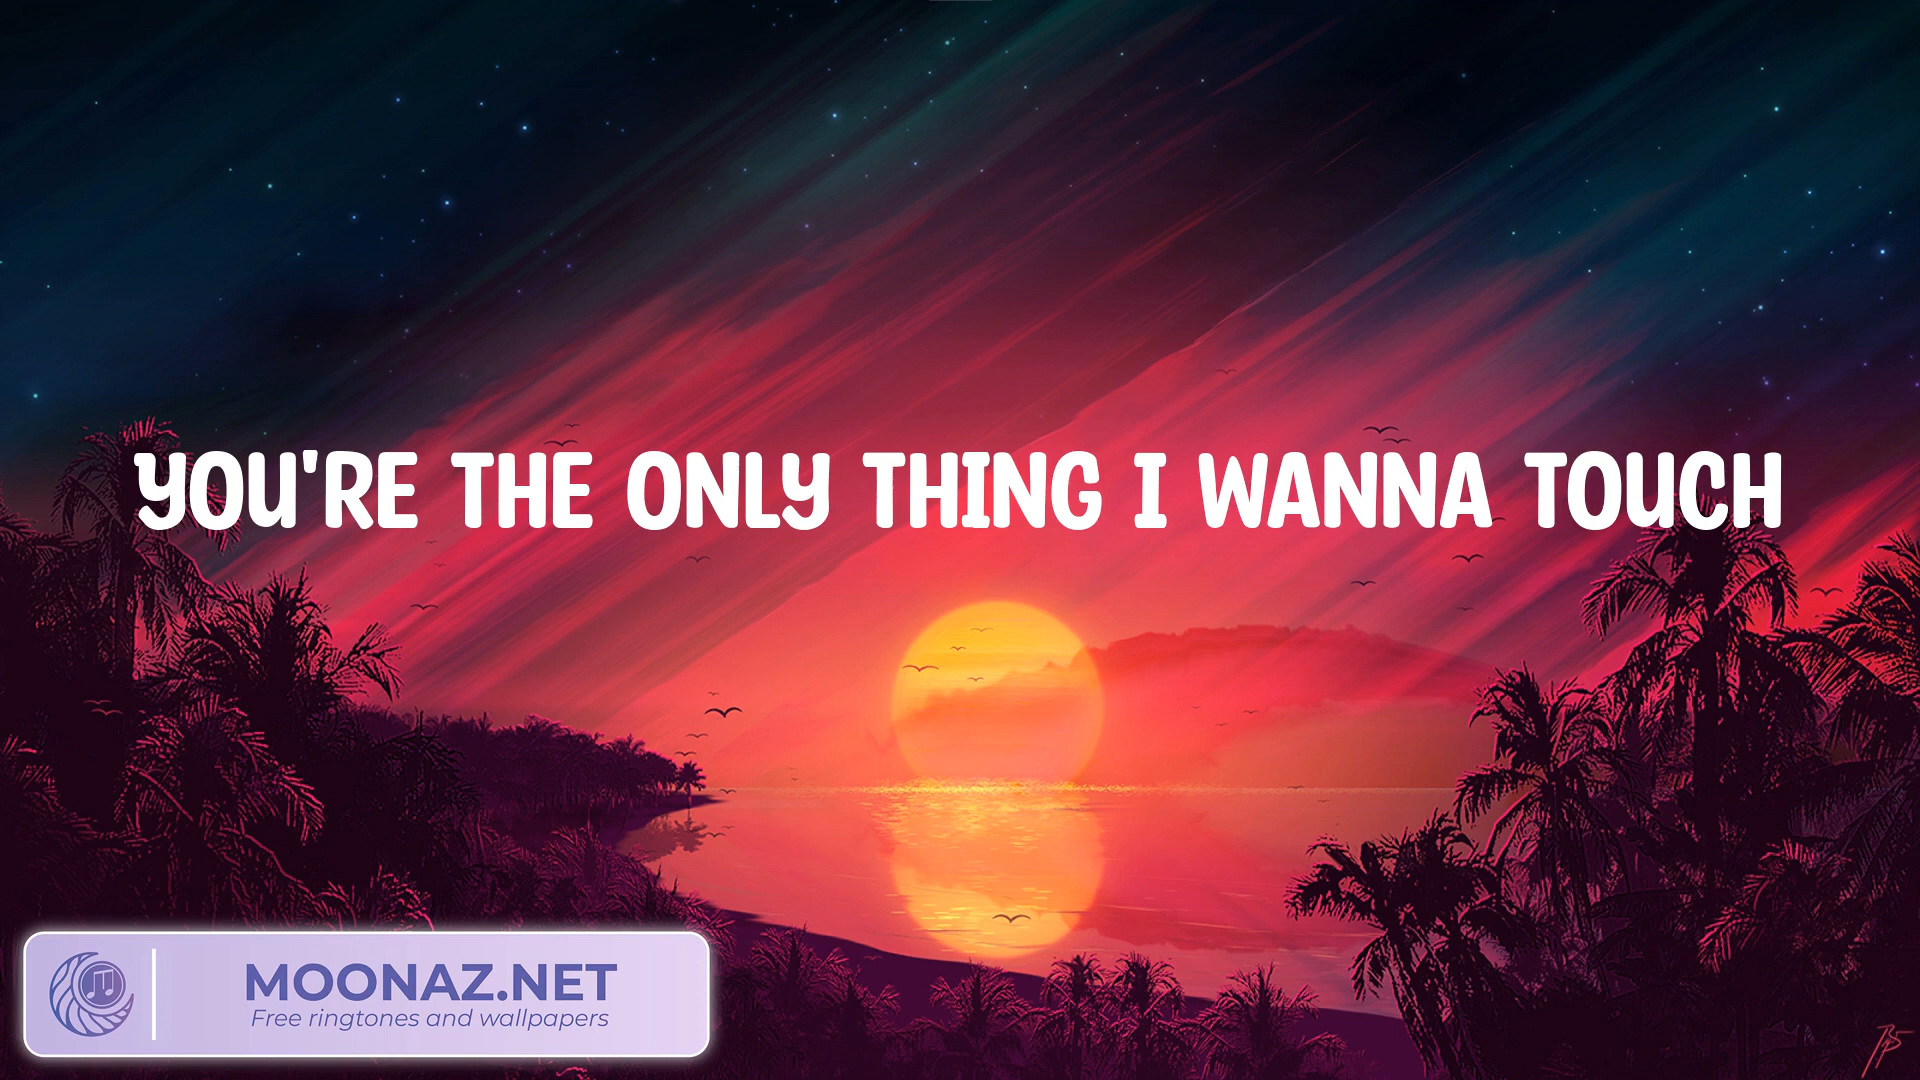 YOU'RE THE ONLY THING I WANNA TOUCH
MOONAZ.NET
Free ringtones and wallpapers